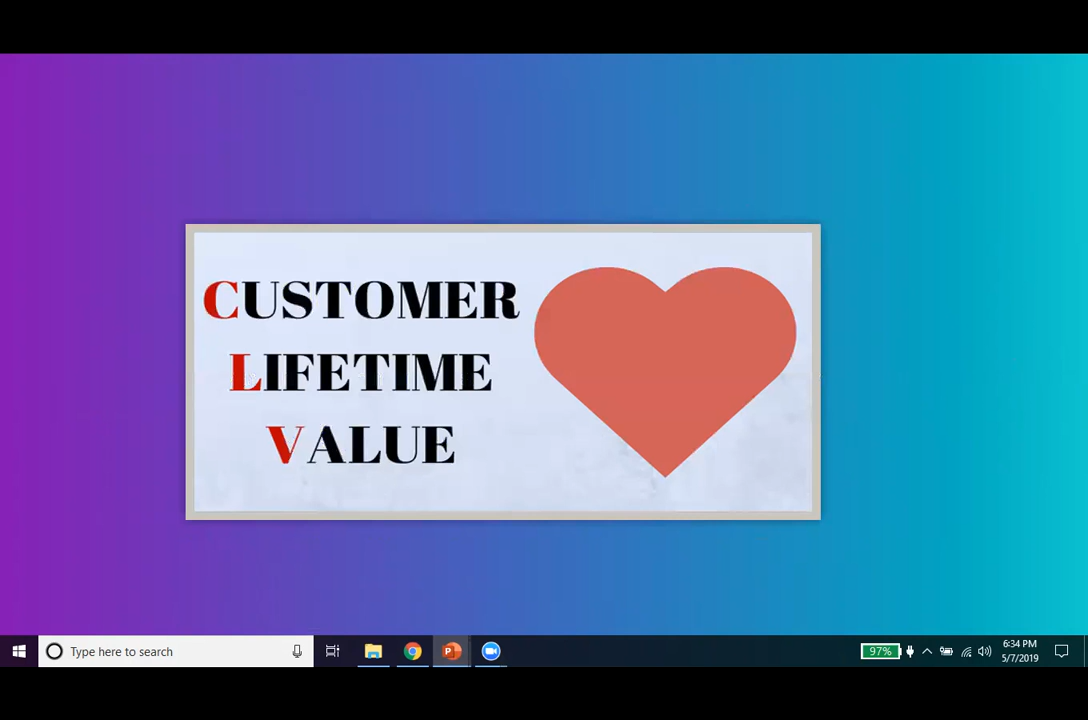 CUSTOMER
LIFETIME
VALUE
Type here to search
97%
6:34 PM
5/7/2019